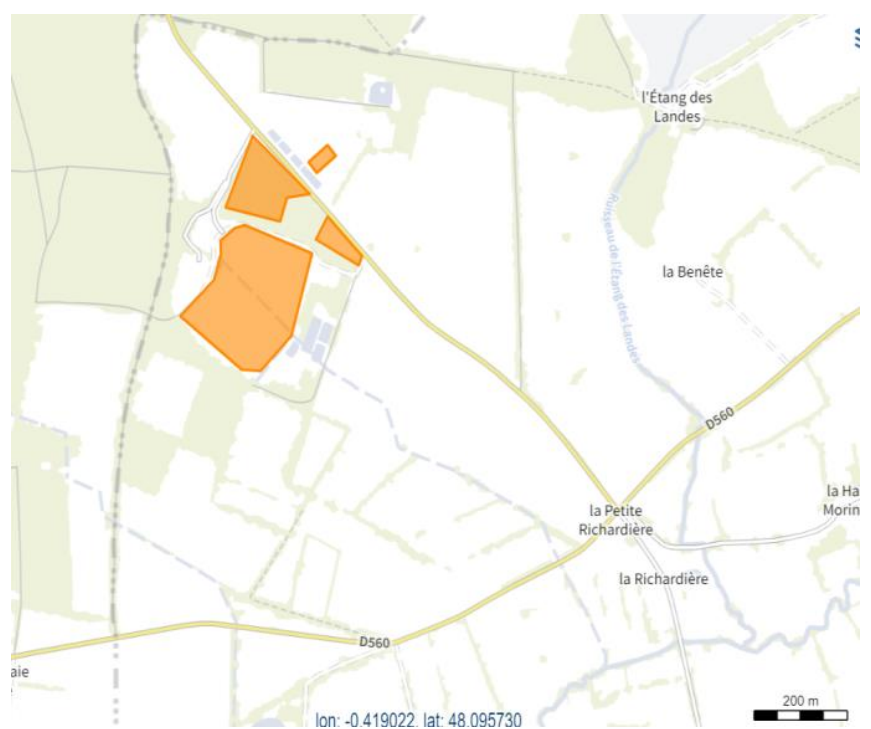 l'Étang des
Landes
Ruisseau de l'Étang des Landes
la Benête
D560
la Petite
Richardière
la Ha
Morin
la Richardière
D560
aie
200 m
lon: -0.419022, lat: 48.095730